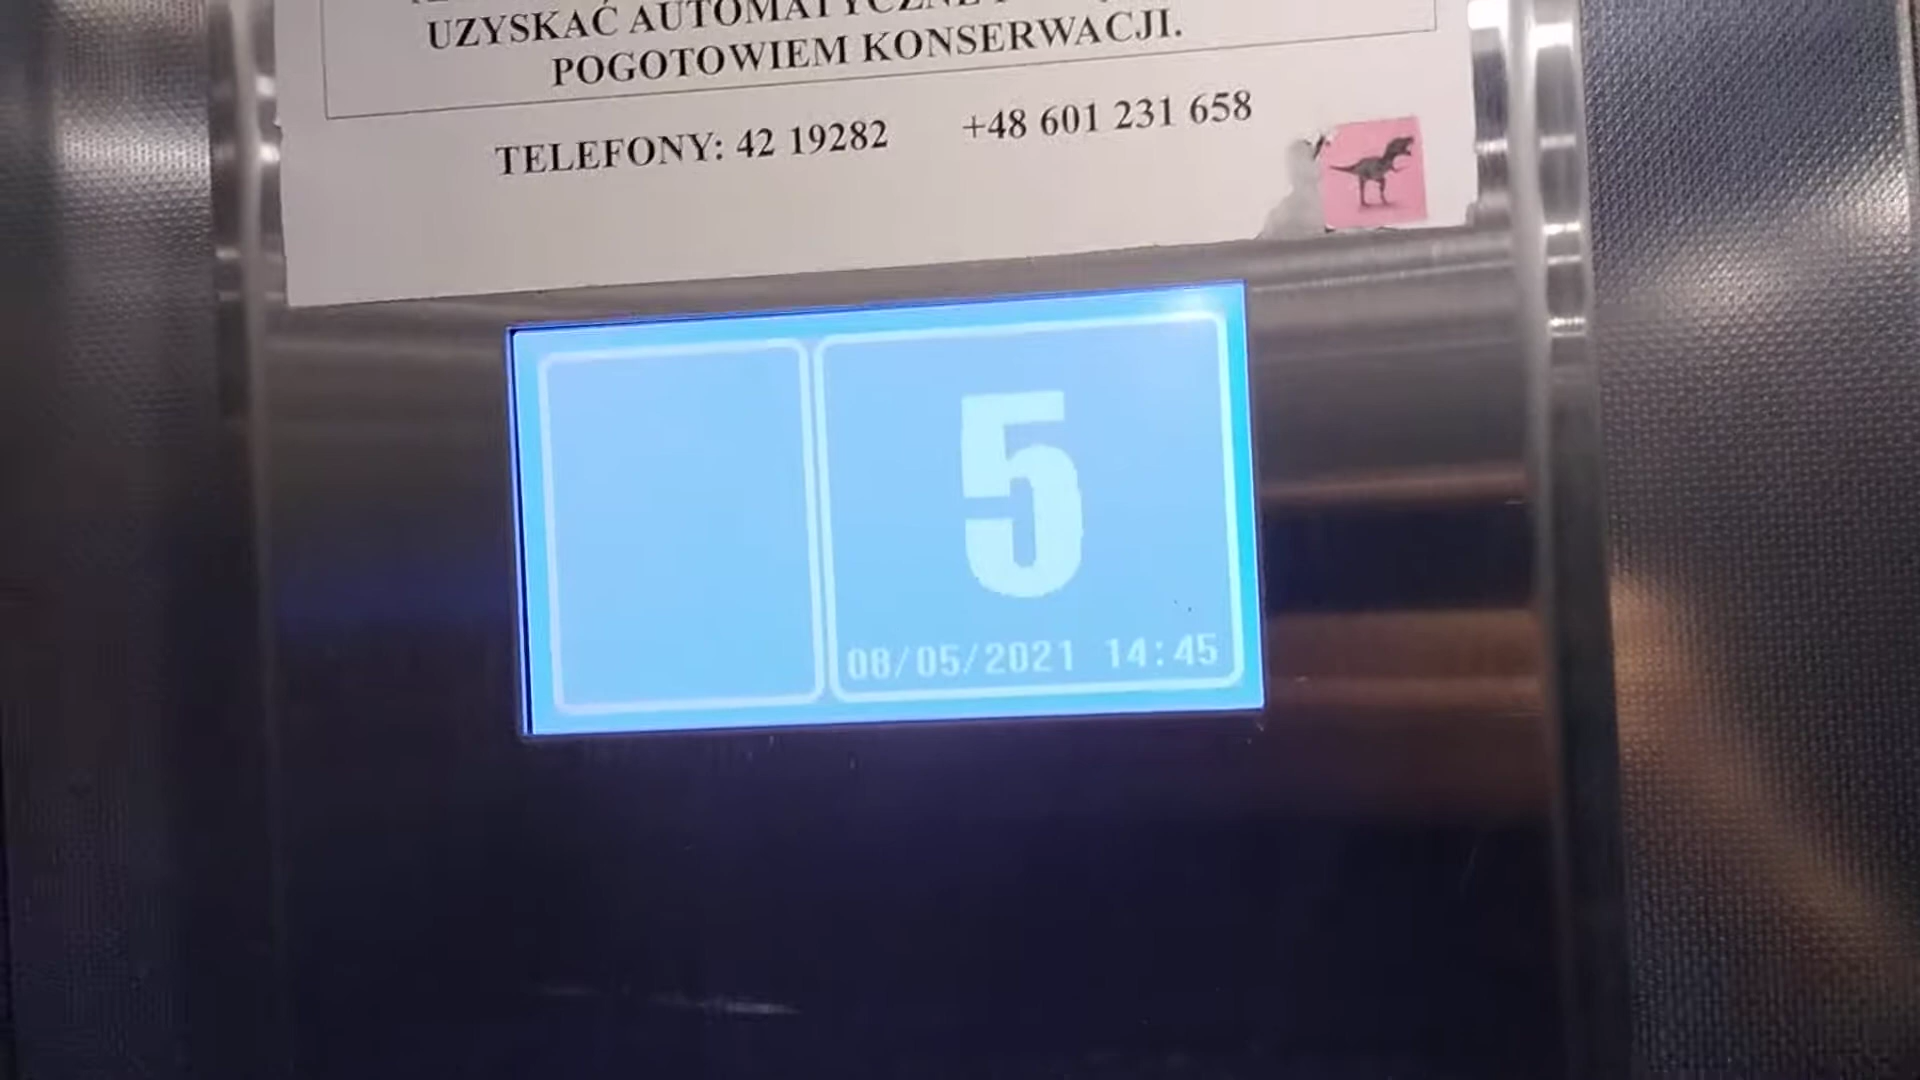 UZYSKAĆ AUTOMATYCZNE
POGOTOWIEM KONSERWACJI.
TELEFONY: 42 19282 +48 601 231 658
5
08/05/2021 14:45